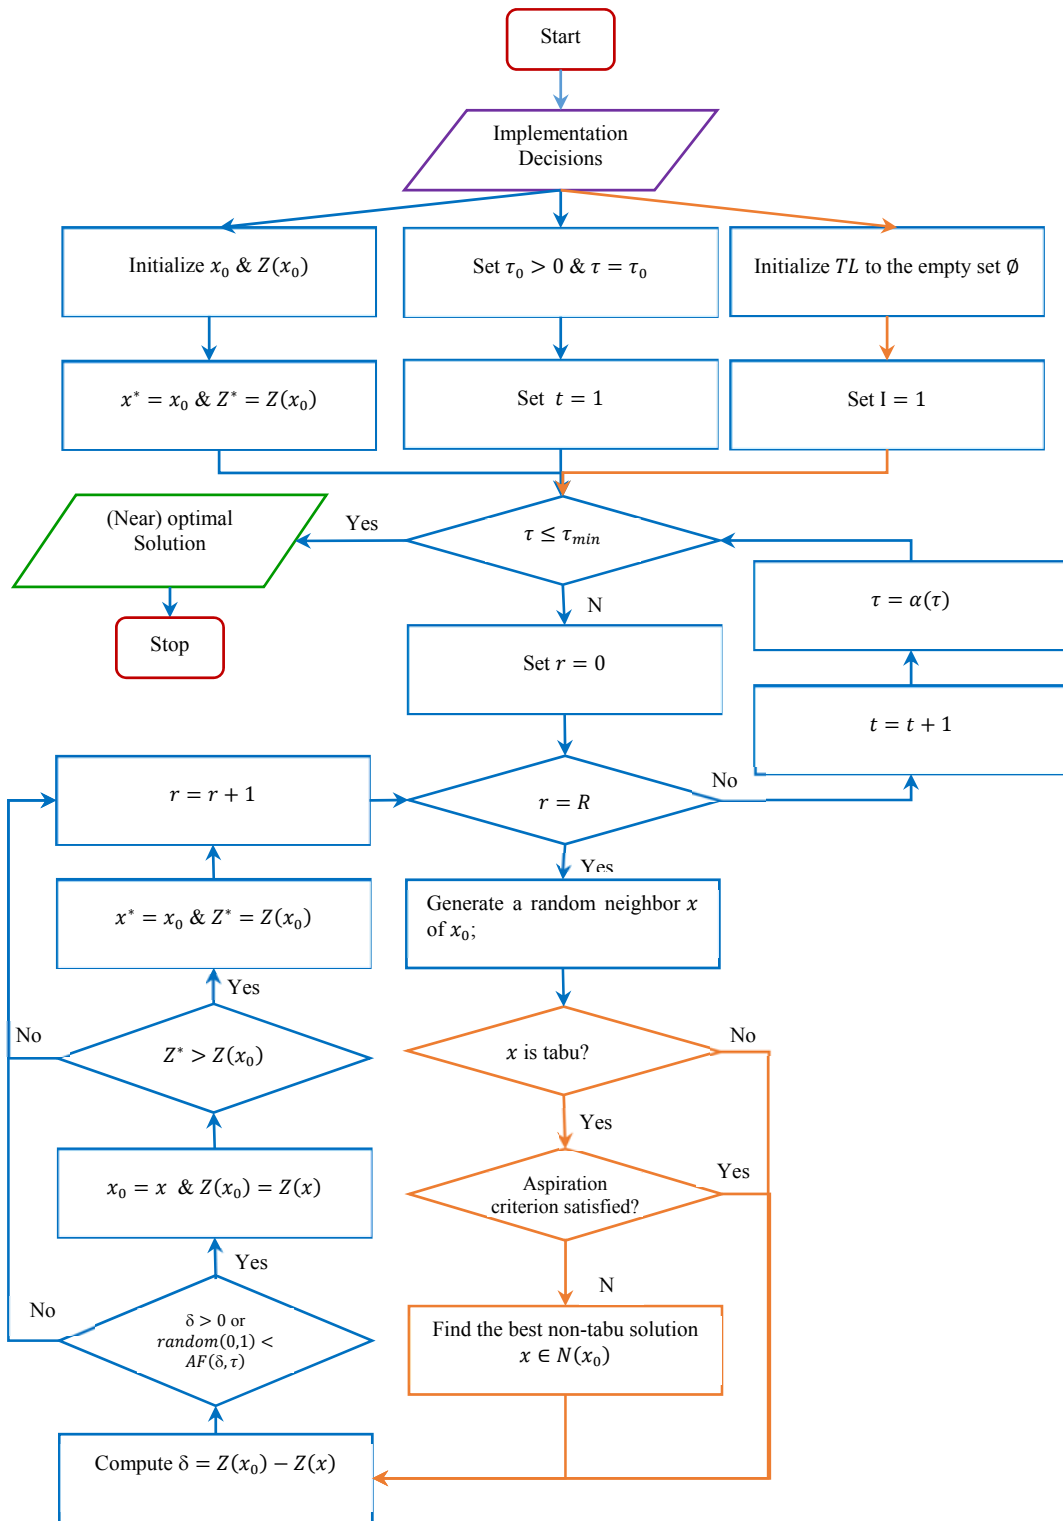 Start
Implementation
Decisions
Initialize x₀ & Z(x₀)
Set τ₀ > 0 & τ = τ₀
Initialize TL to the empty set ∅
x* = x₀ & Z* = Z(x₀)
Set t = 1
Set I = 1
(Near) optimal
Solution
Yes
τ ≤ τₘᵢₙ
τ = α(τ)
N
Stop
Set r = 0
t = t + 1
r = r + 1
r = R
No
Yes
x* = x₀ & Z* = Z(x₀)
Generate a random neighbor x
of x₀;
Yes
No
Z* > Z(x₀)
x is tabu?
No
Yes
x₀ = x & Z(x₀) = Z(x)
Aspiration
criterion satisfied?
Yes
Yes
No
N
δ > 0 or
random(0,1) <
AF(δ, τ)
Find the best non-tabu solution
x ∈ N(x₀)
Compute δ = Z(x₀) − Z(x)